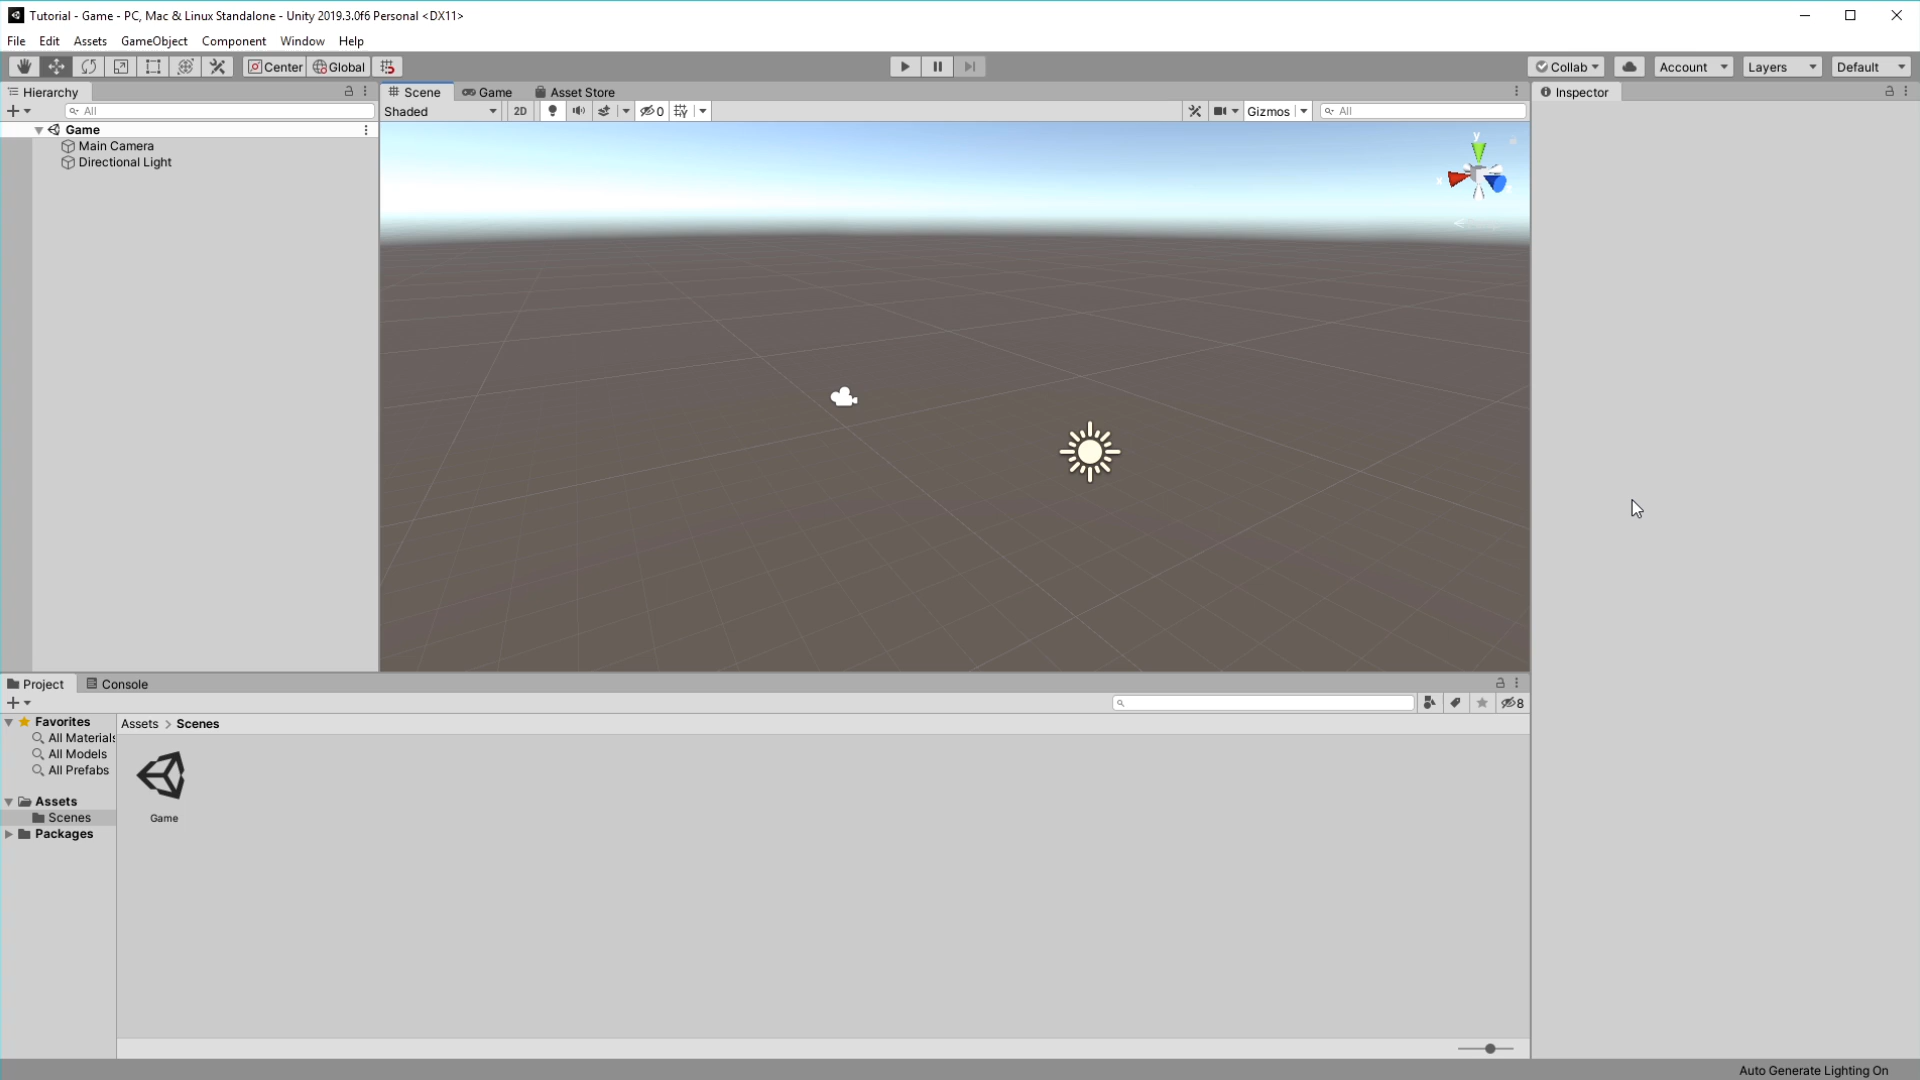 Tutorial - Game - PC, Mac & Linux Standalone - Unity 2019.3.0f6 Personal <DX11>
File Edit Assets GameObject Component Window Help
Center Global Collab Account Layers Default
Hierarchy
All
Game
Main Camera
Directional Light
Scene Game Asset Store
Shaded 2D 0 Gizmos All
y
x
Inspector
Project Console
8
Favorites
All Materials
All Models
All Prefabs
Assets
Scenes
Packages
Assets > Scenes
Game
Auto Generate Lighting On